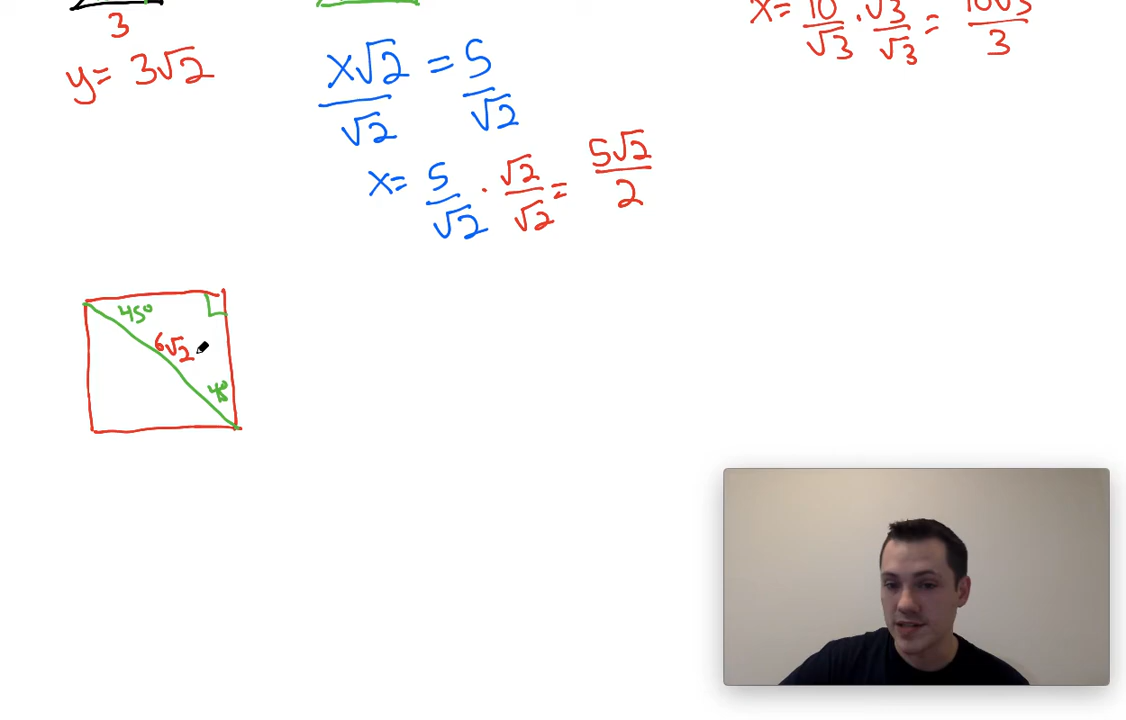 3
y= 3√2
x√2/√2 = 5/√2
x= 5/√2 · √2/√2 = 5√2/2
x= 10/√3 · √3/√3 = 10√3/3
45°
6√2